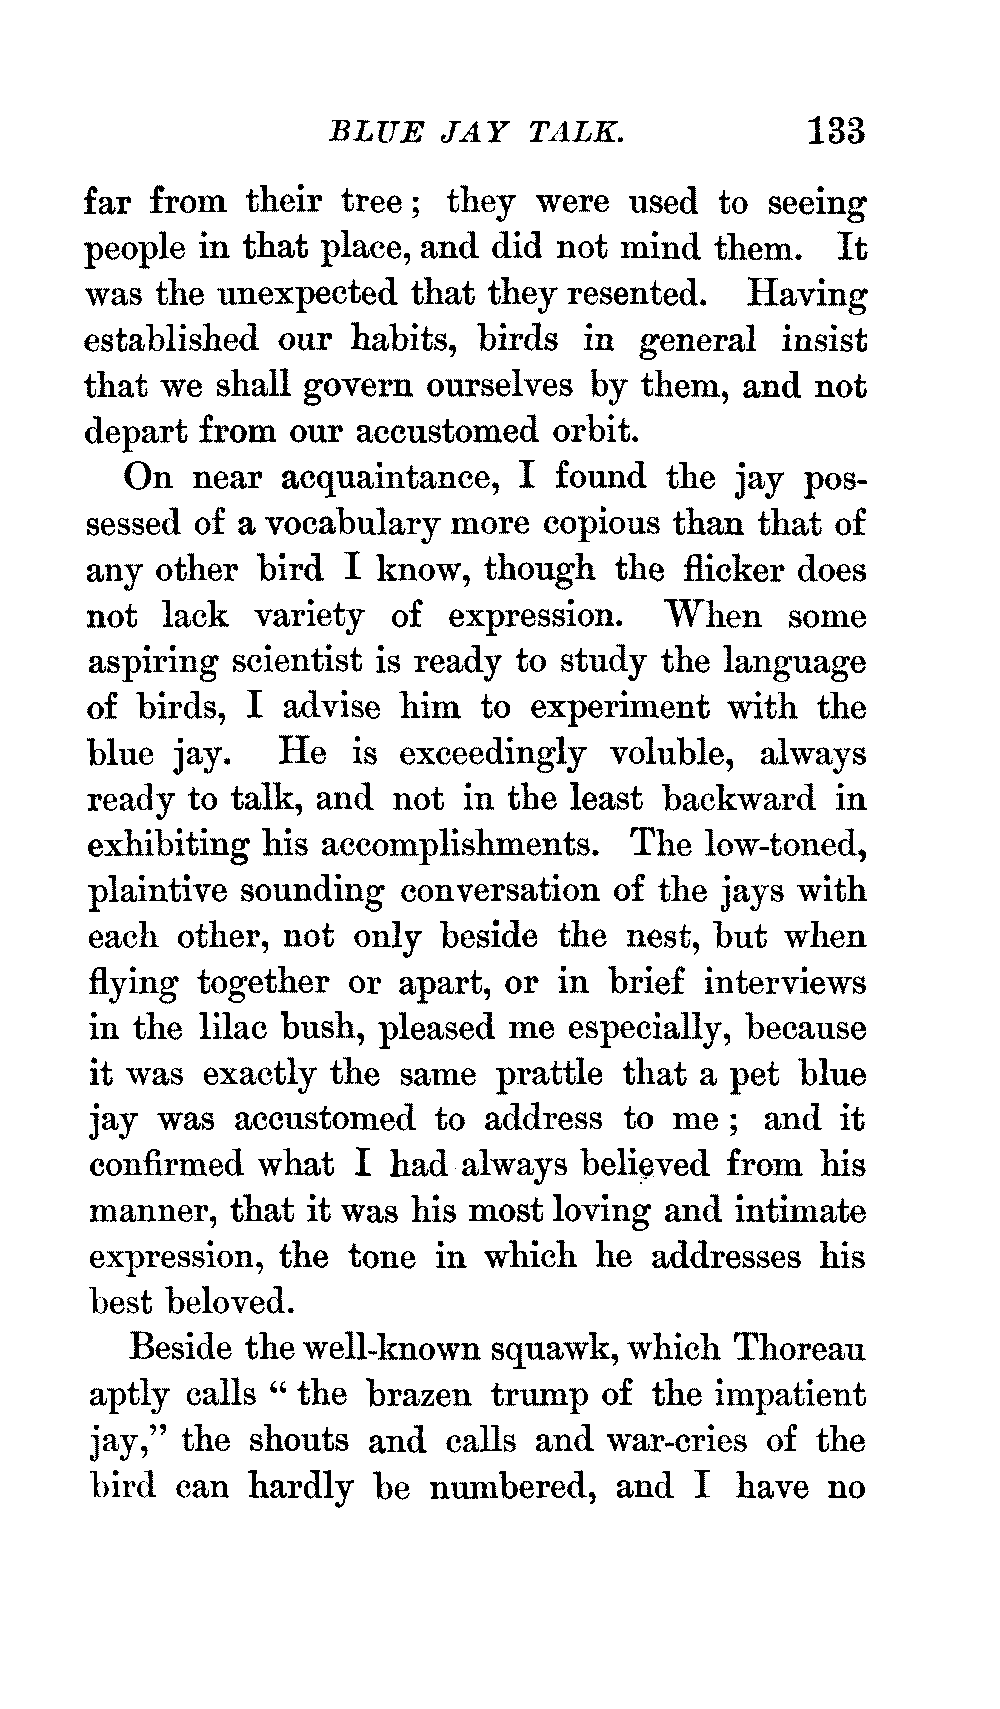 BLUE JAY TALK. 133
far from their tree; they were used to seeing
people in that place, and did not mind them. It
was the unexpected that they resented. Having
established our habits, birds in general insist
that we shall govern ourselves by them, and not
depart from our accustomed orbit.
On near acquaintance, I found the jay pos-
sessed of a vocabulary more copious than that of
any other bird I know, though the flicker does
not lack variety of expression. When some
aspiring scientist is ready to study the language
of birds, I advise him to experiment with the
blue jay. He is exceedingly voluble, always
ready to talk, and not in the least backward in
exhibiting his accomplishments. The low-toned,
plaintive sounding conversation of the jays with
each other, not only beside the nest, but when
flying together or apart, or in brief interviews
in the lilac bush, pleased me especially, because
it was exactly the same prattle that a pet blue
jay was accustomed to address to me; and it
confirmed what I had always believed from his
manner, that it was his most loving and intimate
expression, the tone in which he addresses his
best beloved.
Beside the well-known squawk, which Thoreau
aptly calls "the brazen trump of the impatient
jay," the shouts and calls and war-cries of the
bird can hardly be numbered, and I have no